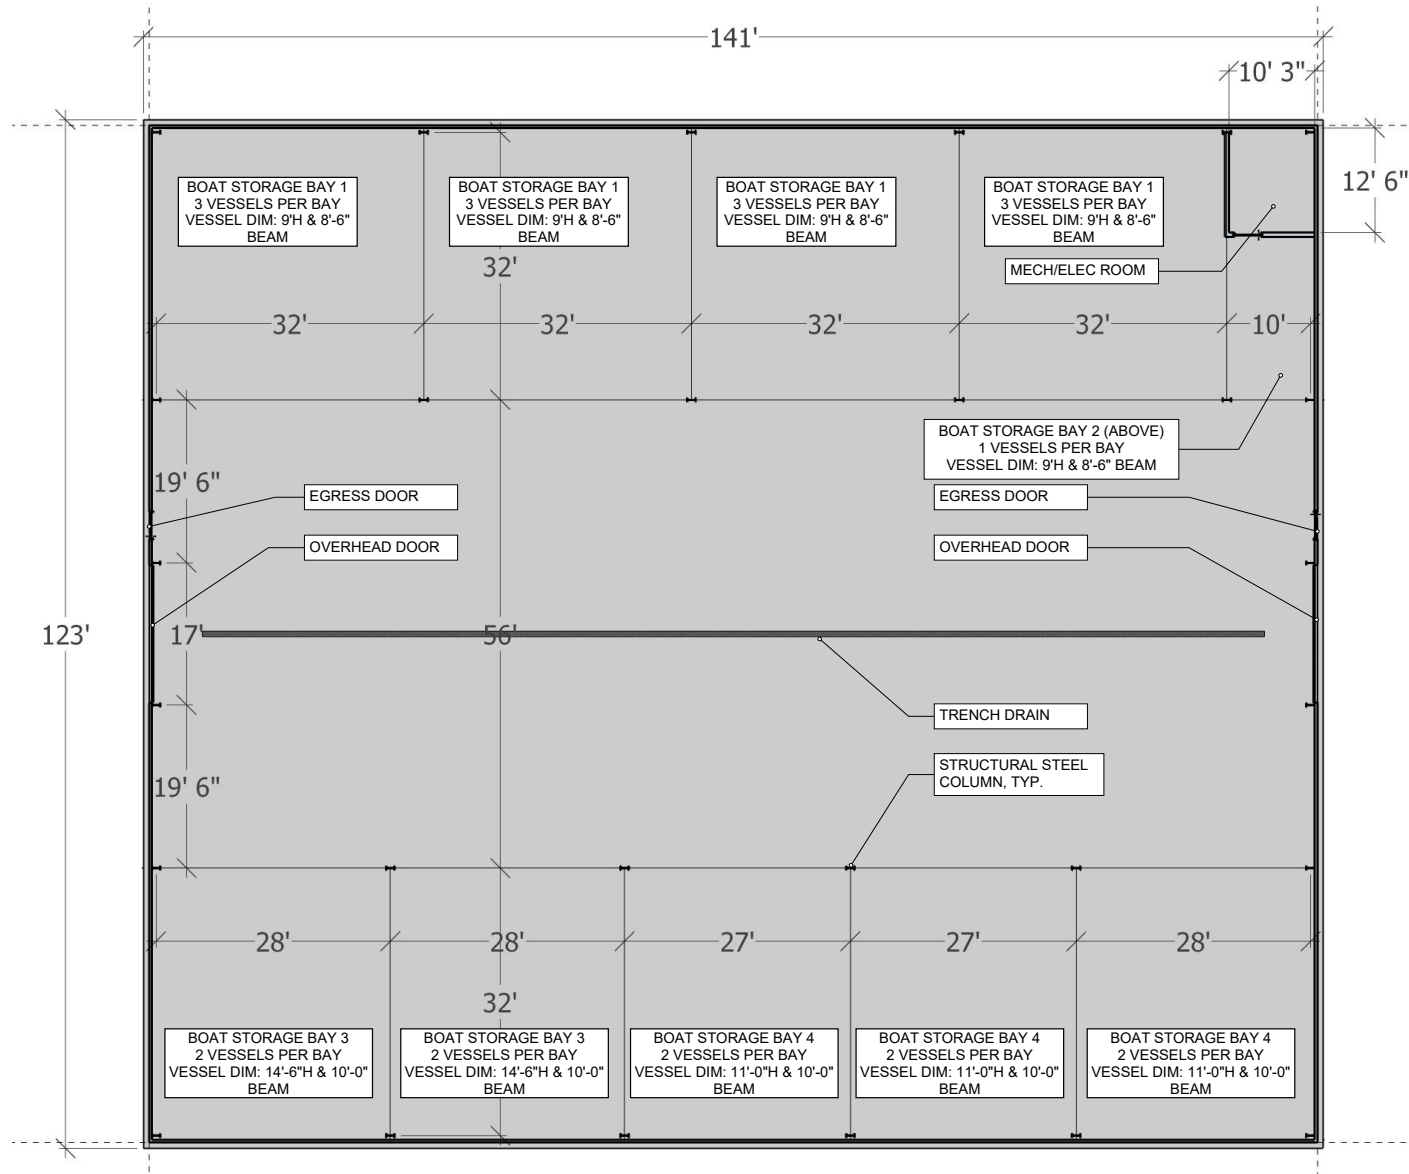 141'
10' 3"
12' 6"
BOAT STORAGE BAY 1
3 VESSELS PER BAY
VESSEL DIM: 9'H & 8'-6"
BEAM
BOAT STORAGE BAY 1
3 VESSELS PER BAY
VESSEL DIM: 9'H & 8'-6"
BEAM
BOAT STORAGE BAY 1
3 VESSELS PER BAY
VESSEL DIM: 9'H & 8'-6"
BEAM
BOAT STORAGE BAY 1
3 VESSELS PER BAY
VESSEL DIM: 9'H & 8'-6"
BEAM
32'
MECH/ELEC ROOM
32'
32'
32'
32'
10'
BOAT STORAGE BAY 2 (ABOVE)
1 VESSELS PER BAY
VESSEL DIM: 9'H & 8'-6" BEAM
19' 6"
EGRESS DOOR
EGRESS DOOR
OVERHEAD DOOR
OVERHEAD DOOR
123'
17'
56'
TRENCH DRAIN
STRUCTURAL STEEL
COLUMN, TYP.
19' 6"
28'
28'
27'
27'
28'
32'
BOAT STORAGE BAY 3
2 VESSELS PER BAY
VESSEL DIM: 14'-6"H & 10'-0"
BEAM
BOAT STORAGE BAY 3
2 VESSELS PER BAY
VESSEL DIM: 14'-6"H & 10'-0"
BEAM
BOAT STORAGE BAY 4
2 VESSELS PER BAY
VESSEL DIM: 11'-0"H & 10'-0"
BEAM
BOAT STORAGE BAY 4
2 VESSELS PER BAY
VESSEL DIM: 11'-0"H & 10'-0"
BEAM
BOAT STORAGE BAY 4
2 VESSELS PER BAY
VESSEL DIM: 11'-0"H & 10'-0"
BEAM